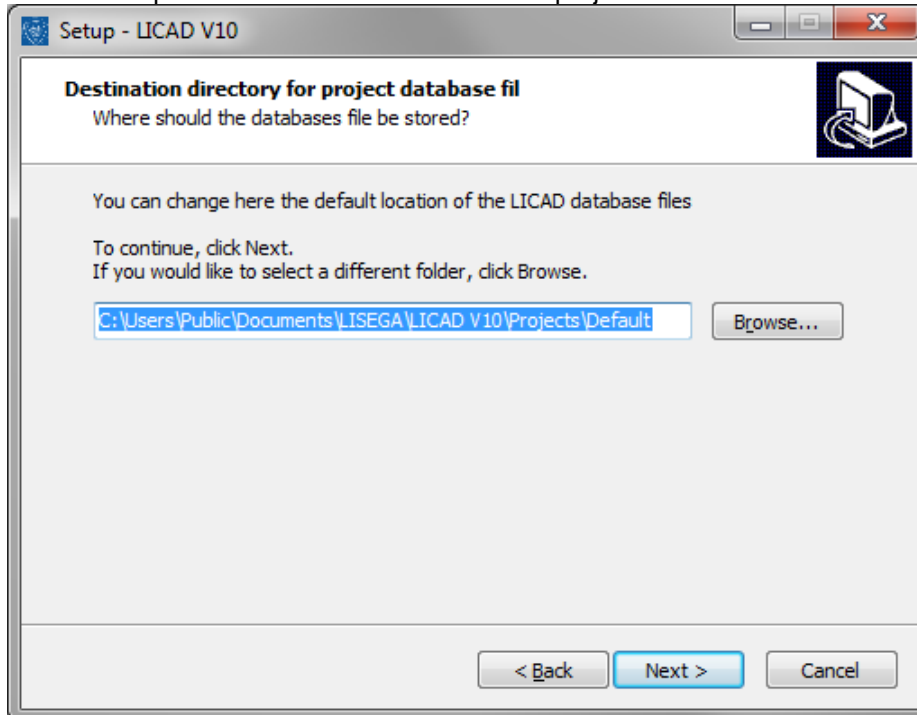 Setup - LICAD V10
Destination directory for project database fil
Where should the databases file be stored?
You can change here the default location of the LICAD database files
To continue, click Next.
If you would like to select a different folder, click Browse.
C:\Users\Public\Documents\LISEGA\LICAD V10\Projects\Default
Browse...
< Back
Next >
Cancel